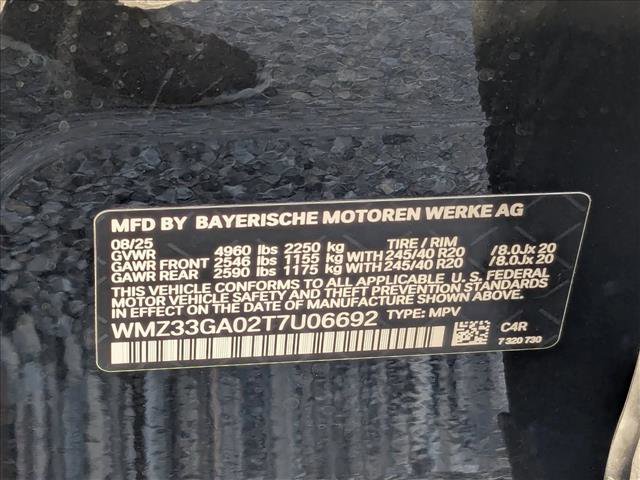 MFD BY BAYERISCHE MOTOREN WERKE AG
08/25
GVWR 4960 lbs 2250 kg TIRE / RIM
GAWR FRONT 2546 lbs 1155 kg WITH 245/40 R20 /8.0Jx 20
GAWR REAR 2590 lbs 1175 kg WITH 245/40 R20 /8.0Jx 20
THIS VEHICLE CONFORMS TO ALL APPLICABLE U.S. FEDERAL
MOTOR VEHICLE SAFETY BUMPER AND THEFT PREVENTION STANDARDS
IN EFFECT ON THE DATE OF MANUFACTURE SHOWN ABOVE.
WMZ33GA02T7U06692 TYPE: MPV
C4R
7 320 730